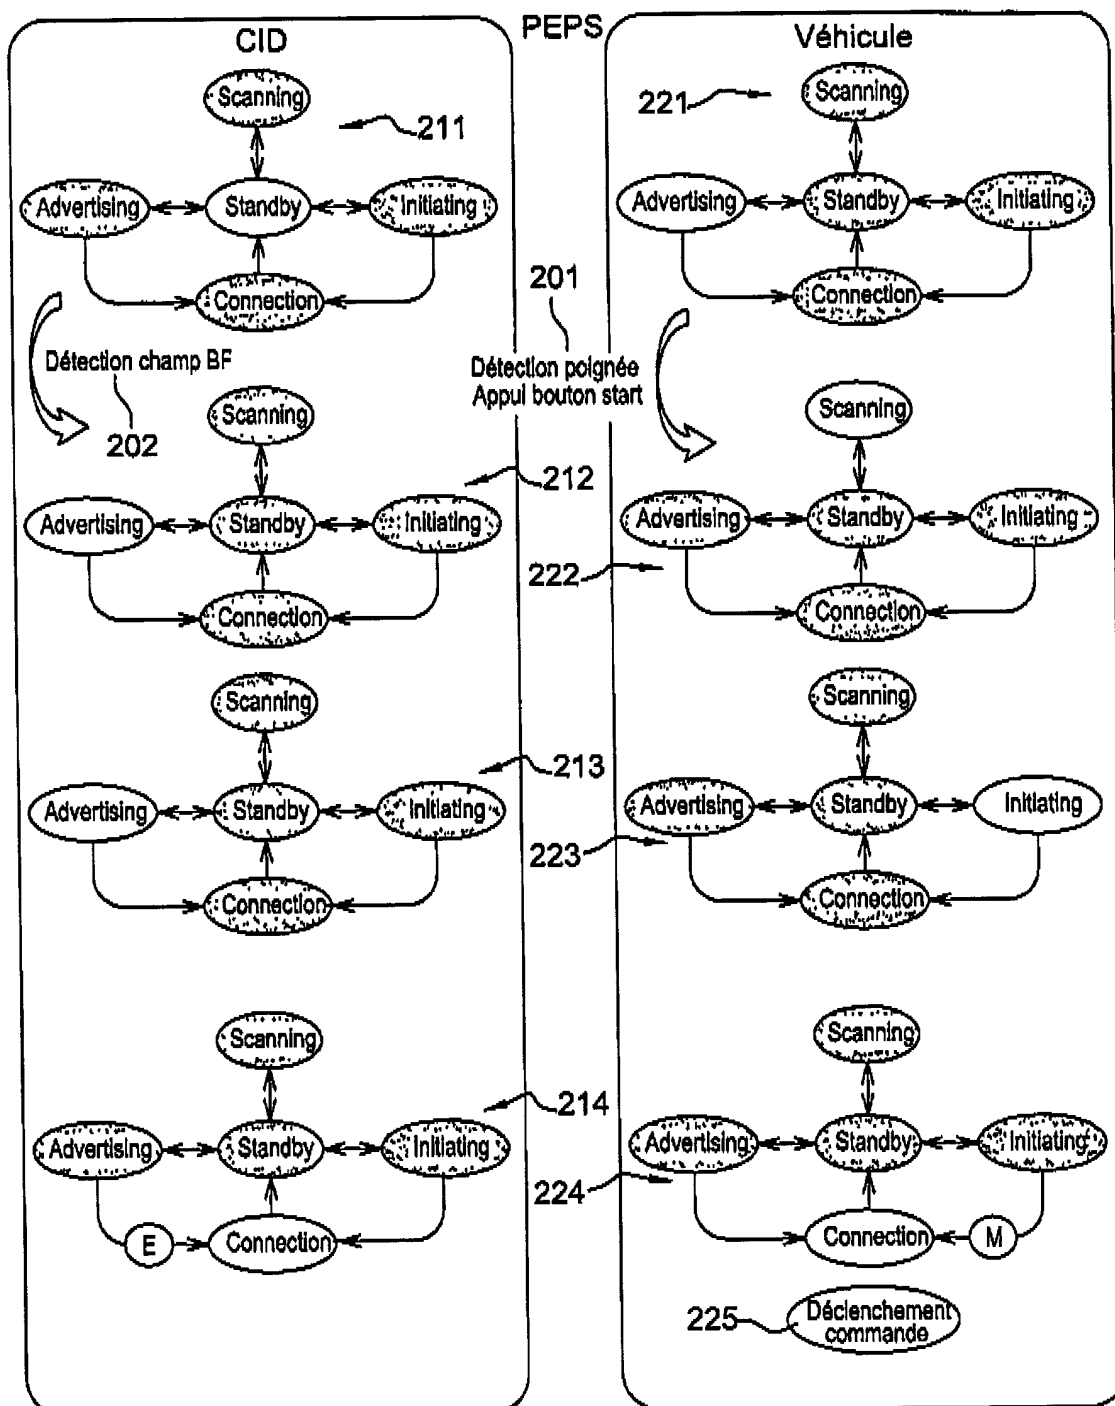 PEPS
CID
Scanning
211
Advertising
Standby
Initiating
Connection
Détection champ BF
202
Scanning
212
Advertising
Standby
Initiating
Connection
Scanning
213
Advertising
Standby
Initiating
Connection
Scanning
214
Advertising
Standby
Initiating
E
Connection
Véhicule
221
Scanning
Advertising
Standby
Initiating
Connection
201
Détection poignée
Appui bouton start
Scanning
Advertising
Standby
Initiating
222
Connection
Scanning
Advertising
Standby
Initiating
223
Connection
Scanning
Advertising
Standby
Initiating
224
Connection
M
225
Déclenchement
commande